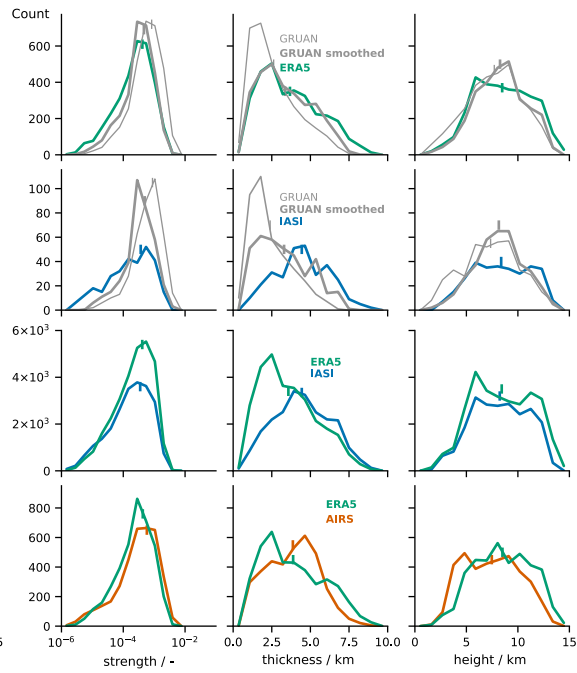 Count
600
400
200
0
GRUAN
GRUAN smoothed
ERA5
100
80
60
40
20
0
GRUAN
GRUAN smoothed
IASI
6×10³
4×10³
2×10³
0
ERA5
IASI
800
600
400
200
0
ERA5
AIRS
5
10⁻⁶ 10⁻⁴ 10⁻² 0.0 2.5 5.0 7.5 10.0 0 5 10 15
strength / - thickness / km height / km